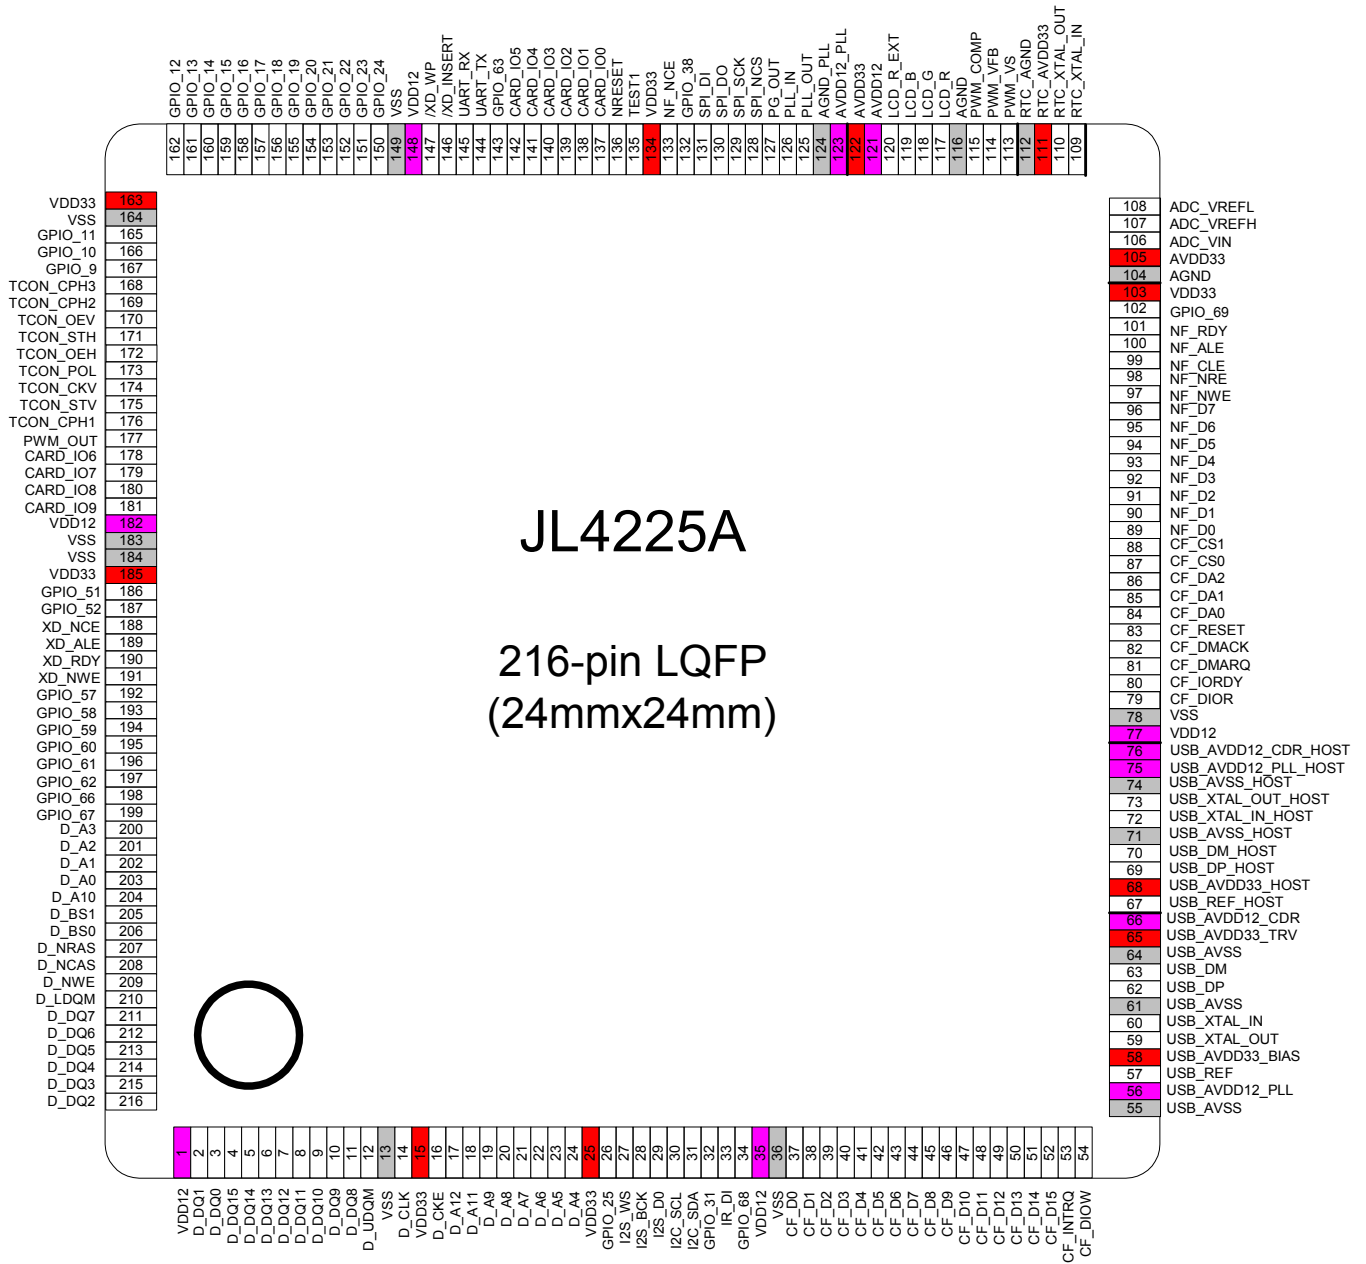 GPIO_12 GPIO_13 GPIO_14 GPIO_15 GPIO_16 GPIO_17 GPIO_18 GPIO_19 GPIO_20 GPIO_21 GPIO_22 GPIO_23 GPIO_24 VSS VDD12 /XD_WP /XD_INSERT UART_RX UART_TX GPIO_63 CARD_IO5 CARD_IO4 CARD_IO3 CARD_IO2 CARD_IO1 CARD_IO0 NRESET TEST1 VDD33 NF_NCE GPIO_38 SPI_DI SPI_DO SPI_SCK SPI_NCS PG_OUT PLL_IN PLL_OUT AGND_PLL AVDD12_PLL AVDD33 AVDD12 LCD_R_EXT LCD_B LCD_G LCD_R AGND PWM_COMP PWM_VFB PWM_VS RTC_AGND RTC_AVDD33 RTC_XTAL_OUT RTC_XTAL_IN
162 161 160 159 158 157 156 155 154 153 152 151 150 149 148 147 146 145 144 143 142 141 140 139 138 137 136 135 134 133 132 131 130 129 128 127 126 125 124 123 122 121 120 119 118 117 116 115 114 113 112 111 110 109
VDD33 163
VSS 164
GPIO_11 165
GPIO_10 166
GPIO_9 167
TCON_CPH3 168
TCON_CPH2 169
TCON_OEV 170
TCON_STH 171
TCON_OEH 172
TCON_POL 173
TCON_CKV 174
TCON_STV 175
TCON_CPH1 176
PWM_OUT 177
CARD_IO6 178
CARD_IO7 179
CARD_IO8 180
CARD_IO9 181
VDD12 182
VSS 183
VSS 184
VDD33 185
GPIO_51 186
GPIO_52 187
XD_NCE 188
XD_ALE 189
XD_RDY 190
XD_NWE 191
GPIO_57 192
GPIO_58 193
GPIO_59 194
GPIO_60 195
GPIO_61 196
GPIO_62 197
GPIO_66 198
GPIO_67 199
D_A3 200
D_A2 201
D_A1 202
D_A0 203
D_A10 204
D_BS1 205
D_BS0 206
D_NRAS 207
D_NCAS 208
D_NWE 209
D_LDQM 210
D_DQ7 211
D_DQ6 212
D_DQ5 213
D_DQ4 214
D_DQ3 215
D_DQ2 216
JL4225A
216-pin LQFP
(24mmx24mm)
108 ADC_VREFL
107 ADC_VREFH
106 ADC_VIN
105 AVDD33
104 AGND
103 VDD33
102 GPIO_69
101 NF_RDY
100 NF_ALE
99 NF_CLE
98 NF_NRE
97 NF_NWE
96 NF_D7
95 NF_D6
94 NF_D5
93 NF_D4
92 NF_D3
91 NF_D2
90 NF_D1
89 NF_D0
88 CF_CS1
87 CF_CS0
86 CF_DA2
85 CF_DA1
84 CF_DA0
83 CF_RESET
82 CF_DMACK
81 CF_DMARQ
80 CF_IORDY
79 CF_DIOR
78 VSS
77 VDD12
76 USB_AVDD12_CDR_HOST
75 USB_AVDD12_PLL_HOST
74 USB_AVSS_HOST
73 USB_XTAL_OUT_HOST
72 USB_XTAL_IN_HOST
71 USB_AVSS_HOST
70 USB_DM_HOST
69 USB_DP_HOST
68 USB_AVDD33_HOST
67 USB_REF_HOST
66 USB_AVDD12_CDR
65 USB_AVDD33_TRV
64 USB_AVSS
63 USB_DM
62 USB_DP
61 USB_AVSS
60 USB_XTAL_IN
59 USB_XTAL_OUT
58 USB_AVDD33_BIAS
57 USB_REF
56 USB_AVDD12_PLL
55 USB_AVSS
1 2 3 4 5 6 7 8 9 10 11 12 13 14 15 16 17 18 19 20 21 22 23 24 25 26 27 28 29 30 31 32 33 34 35 36 37 38 39 40 41 42 43 44 45 46 47 48 49 50 51 52 53 54
VDD12 D_DQ1 D_DQ0 D_DQ15 D_DQ14 D_DQ13 D_DQ12 D_DQ11 D_DQ10 D_DQ9 D_DQ8 D_UDQM VSS D_CLK VDD33 D_CKE D_A12 D_A11 D_A9 D_A8 D_A7 D_A6 D_A5 D_A4 VDD33 GPIO_25 I2S_WS I2S_BCK I2S_D0 I2C_SCL I2C_SDA GPIO_31 IR_DI GPIO_68 VDD12 VSS CF_D0 CF_D1 CF_D2 CF_D3 CF_D4 CF_D5 CF_D6 CF_D7 CF_D8 CF_D9 CF_D10 CF_D11 CF_D12 CF_D13 CF_D14 CF_D15 CF_INTRQ CF_DIOW